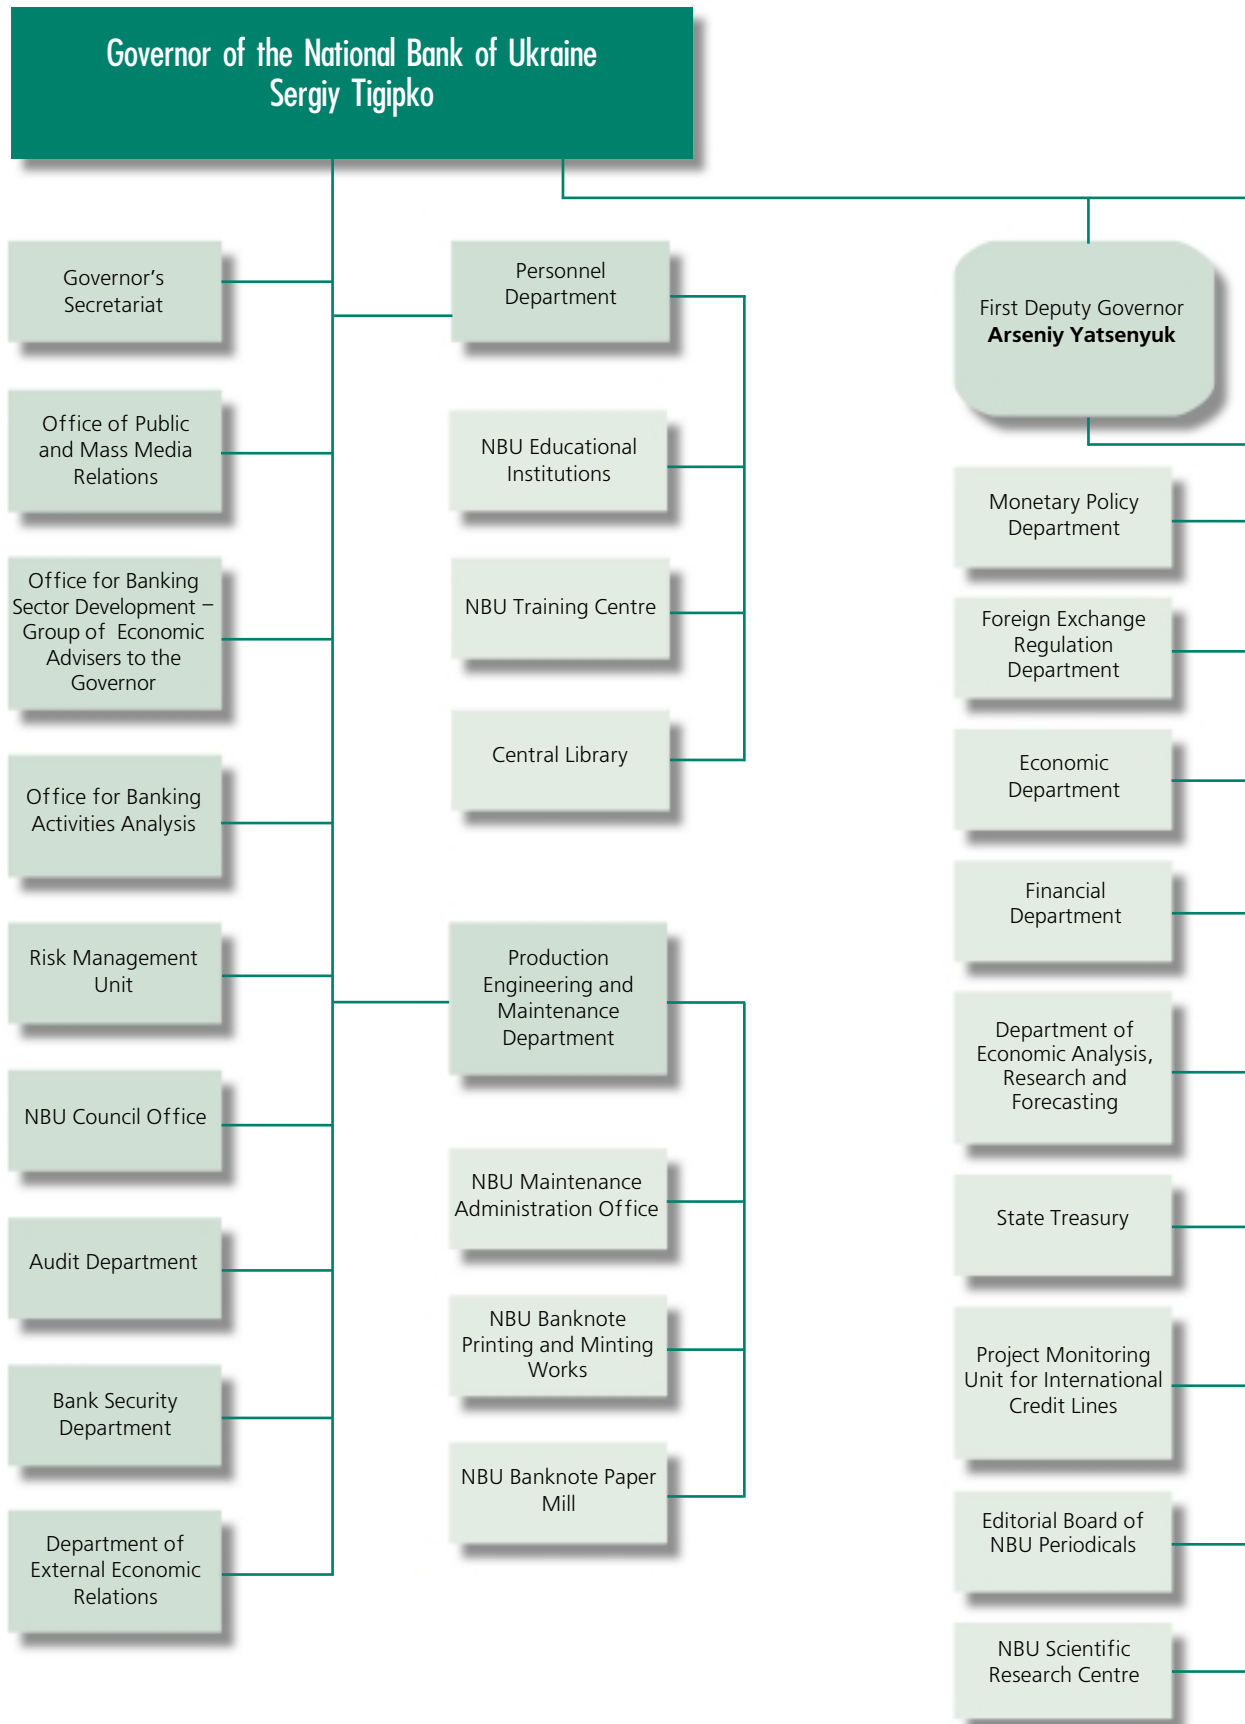 Governor of the National Bank of Ukraine
Sergiy Tigipko
Governor's
Secretariat
Office of Public
and Mass Media
Relations
Office for Banking
Sector Development –
Group of Economic
Advisers to the
Governor
Office for Banking
Activities Analysis
Risk Management
Unit
NBU Council Office
Audit Department
Bank Security
Department
Department of
External Economic
Relations
Personnel
Department
NBU Educational
Institutions
NBU Training Centre
Central Library
Production
Engineering and
Maintenance
Department
NBU Maintenance
Administration Office
NBU Banknote
Printing and Minting
Works
NBU Banknote Paper
Mill
First Deputy Governor
Arseniy Yatsenyuk
Monetary Policy
Department
Foreign Exchange
Regulation
Department
Economic
Department
Financial
Department
Department of
Economic Analysis,
Research and
Forecasting
State Treasury
Project Monitoring
Unit for International
Credit Lines
Editorial Board of
NBU Periodicals
NBU Scientific
Research Centre